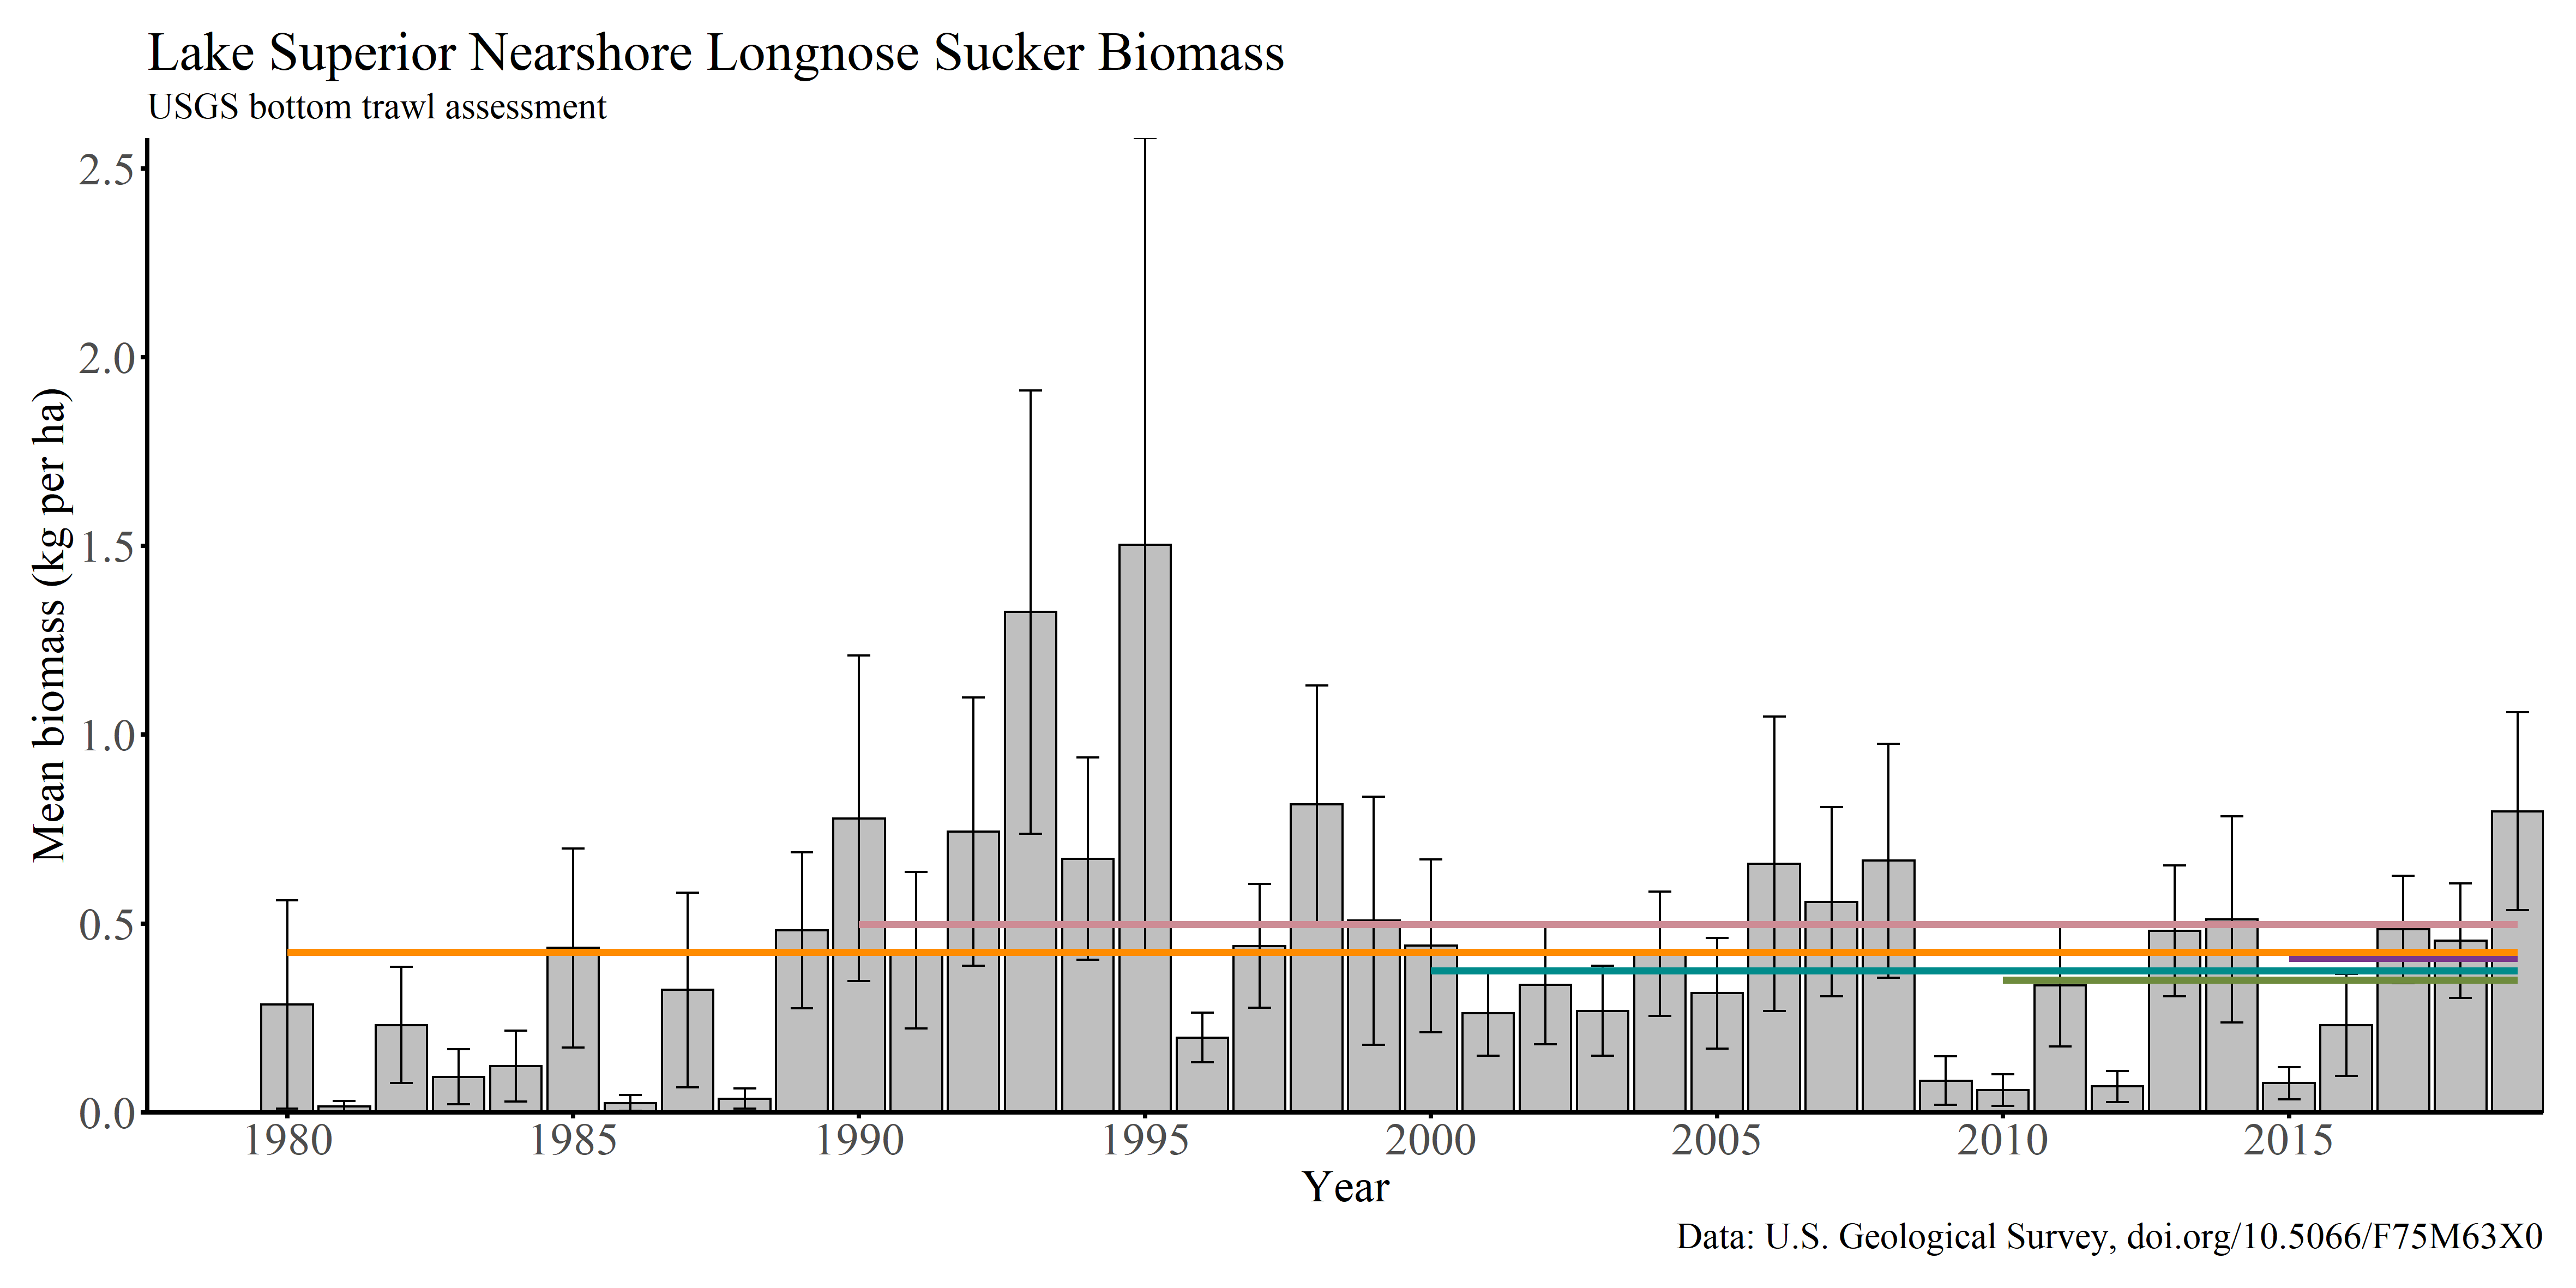 Lake Superior Nearshore Longnose Sucker Biomass
USGS bottom trawl assessment
Mean biomass (kg per ha)
2.5
2.0
1.5
1.0
0.5
0.0
1980 1985 1990 1995 2000 2005 2010 2015
Year
Data: U.S. Geological Survey, doi.org/10.5066/F75M63X0